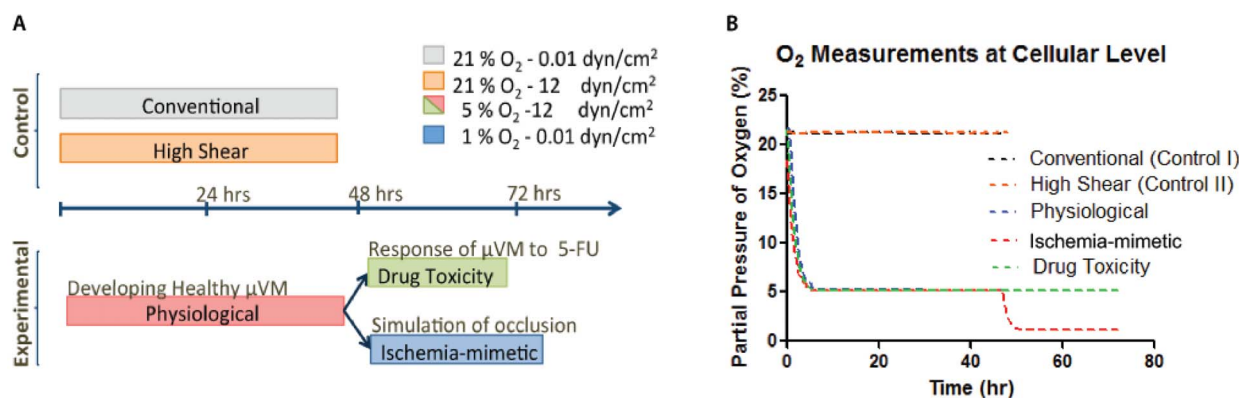 A
21 % O₂ - 0.01 dyn/cm²
21 % O₂ - 12 dyn/cm²
5 % O₂ -12 dyn/cm²
1 % O₂ - 0.01 dyn/cm²
Control
Conventional
High Shear
24 hrs
48 hrs
72 hrs
Experimental
Response of µVM to 5-FU
Drug Toxicity
Developing Healthy µVM
Physiological
Simulation of occlusion
Ischemia-mimetic
B
O₂ Measurements at Cellular Level
Partial Pressure of Oxygen (%)
25
20
15
10
5
0
Conventional (Control I)
High Shear (Control II)
Physiological
Ischemia-mimetic
Drug Toxicity
0
20
40
60
80
Time (hr)